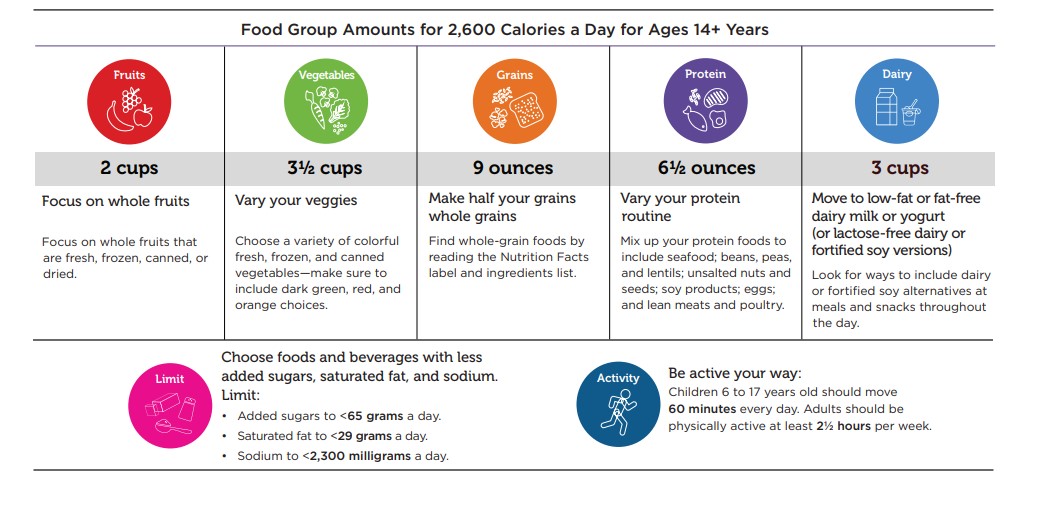 Food Group Amounts for 2,600 Calories a Day for Ages 14+ Years
Fruits
2 cups
Focus on whole fruits
Focus on whole fruits that
are fresh, frozen, canned, or
dried.
Vegetables
3½ cups
Vary your veggies
Choose a variety of colorful
fresh, frozen, and canned
vegetables—make sure to
include dark green, red, and
orange choices.
Grains
9 ounces
Make half your grains
whole grains
Find whole-grain foods by
reading the Nutrition Facts
label and ingredients list.
Protein
6½ ounces
Vary your protein
routine
Mix up your protein foods to
include seafood; beans, peas,
and lentils; unsalted nuts and
seeds; soy products; eggs;
and lean meats and poultry.
Dairy
3 cups
Move to low-fat or fat-free
dairy milk or yogurt
(or lactose-free dairy or
fortified soy versions)
Look for ways to include dairy
or fortified soy alternatives at
meals and snacks throughout
the day.
Limit
Choose foods and beverages with less
added sugars, saturated fat, and sodium.
Limit:
• Added sugars to <65 grams a day.
• Saturated fat to <29 grams a day.
• Sodium to <2,300 milligrams a day.
Activity
Be active your way:
Children 6 to 17 years old should move
60 minutes every day. Adults should be
physically active at least 2½ hours per week.